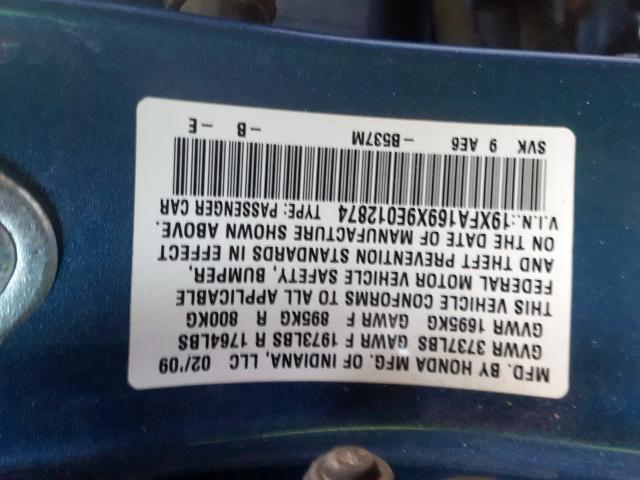 MFD. BY HONDA MFG. OF INDIANA, LLC 02/'09
GVWR 3737LBS GAWR F 1973LBS R 1764LBS
GVWR 1695KG GAWR F 895KG R 800KG
THIS VEHICLE CONFORMS TO ALL APPLICABLE
FEDERAL MOTOR VEHICLE SAFETY, BUMPER,
AND THEFT PREVENTION STANDARDS IN EFFECT
ON THE DATE OF MANUFACTURE SHOWN ABOVE.
V.I.N.:19XFA169X9E012874 TYPE: PASSENGER CAR
SVK 9 AE6 -B537M -B -E